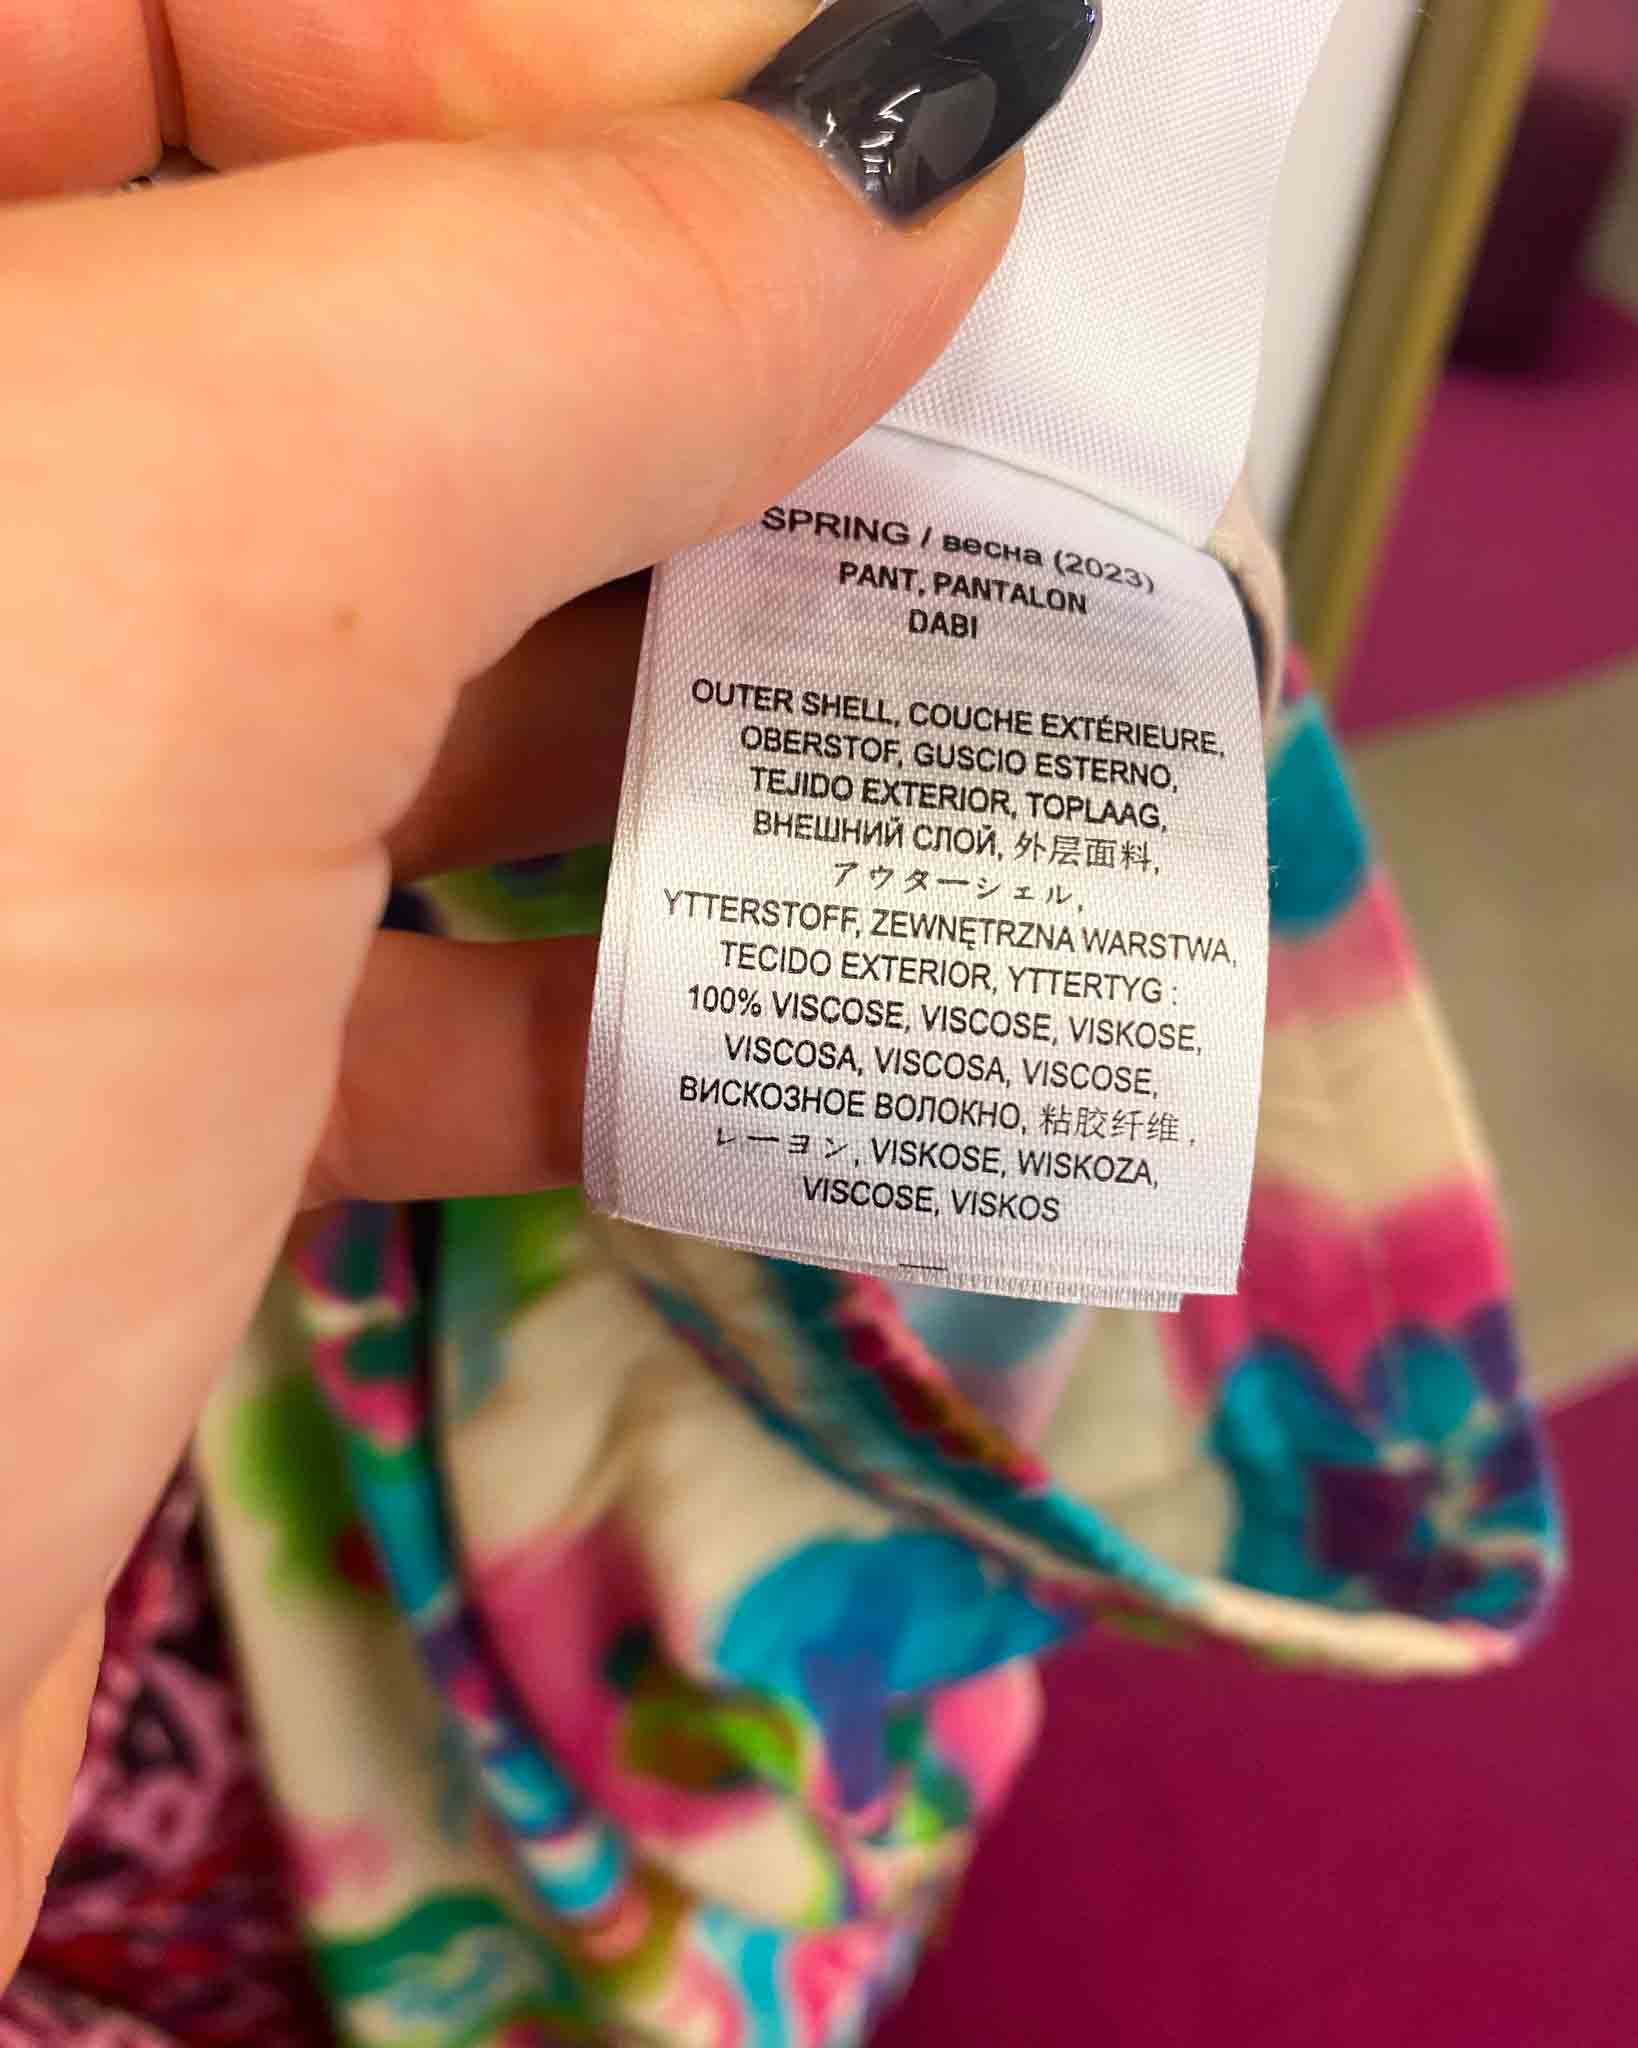 SPRING / весна (2023)
PANT, PANTALON
DABI
OUTER SHELL, COUCHE EXTÉRIEURE,
OBERSTOF, GUSCIO ESTERNO,
TEJIDO EXTERIOR, TOPLAAG,
ВНЕШНИЙ СЛОЙ, 外层面料,
アウターシェル,
YTTERSTOFF, ZEWNĘTRZNA WARSTWA,
TECIDO EXTERIOR, YTTERTYG :
100% VISCOSE, VISCOSE, VISKOSE,
VISCOSA, VISCOSA, VISCOSE,
ВИСКОЗНОЕ ВОЛОКНО, 粘胶纤维,
レーヨン, VISKOSE, WISKOZA,
VISCOSE, VISKOS